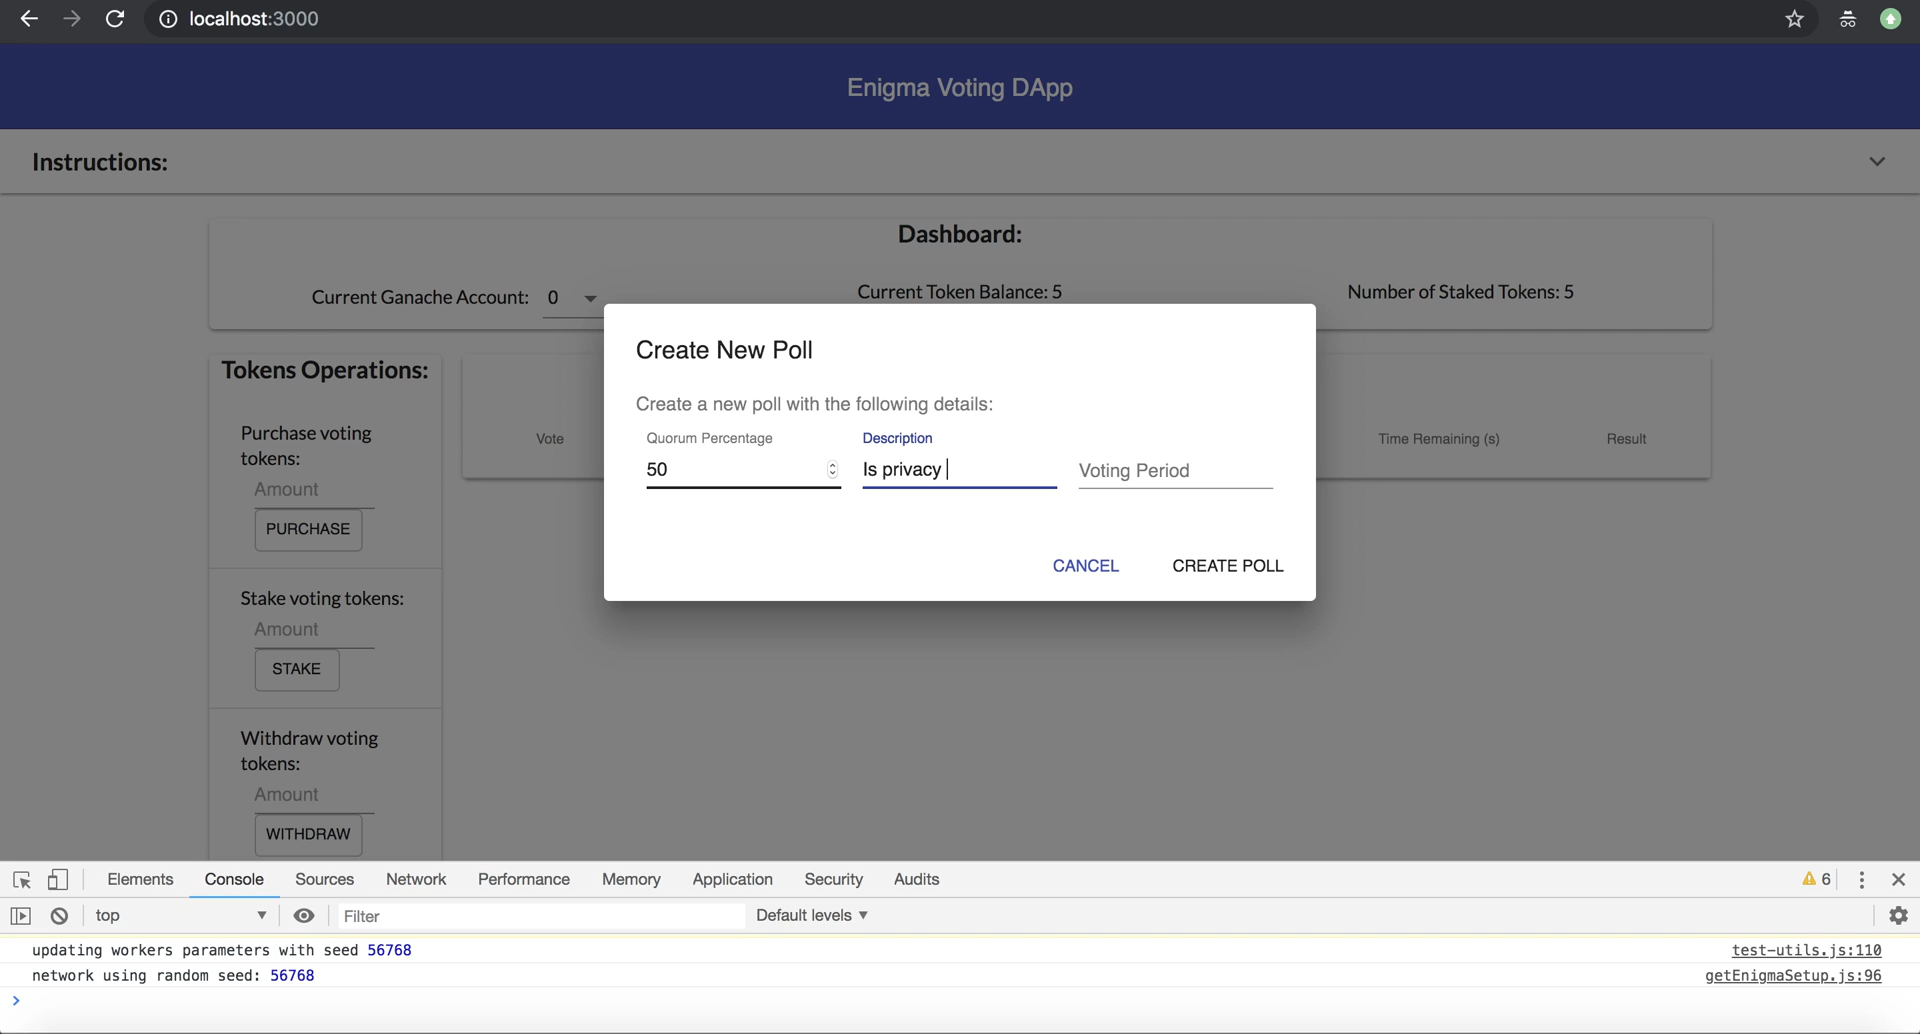 localhost:3000
Enigma Voting DApp
Instructions:
Dashboard:
Current Ganache Account: 0
Current Token Balance: 5
Number of Staked Tokens: 5
Tokens Operations:
Purchase voting
tokens:
Amount
PURCHASE
Stake voting tokens:
Amount
STAKE
Withdraw voting
tokens:
Amount
WITHDRAW
Vote
Time Remaining (s)
Result
Create New Poll
Create a new poll with the following details:
Quorum Percentage
50
Description
Is privacy
Voting Period
CANCEL
CREATE POLL
Elements Console Sources Network Performance Memory Application Security Audits
6
top
Filter
Default levels
updating workers parameters with seed 56768
test-utils.js:110
network using random seed: 56768
getEnigmaSetup.js:96